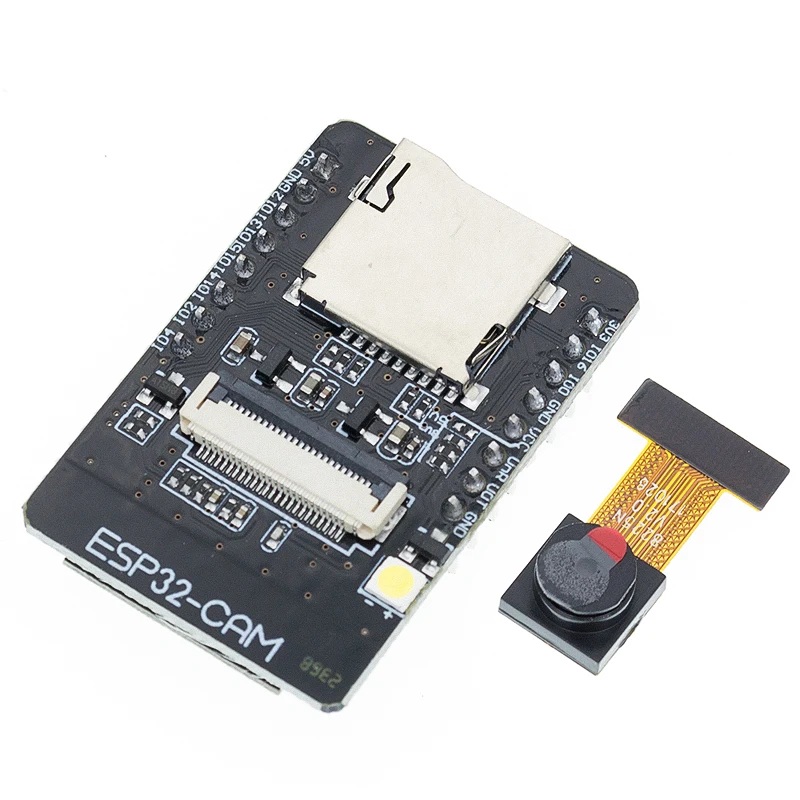 5V
GND
IO12
IO13
IO15
IO14
IO2
IO4
3V3
IO16
IO0
GND
VCC
UOR
UOT
GND
ESP32-CAM
- +